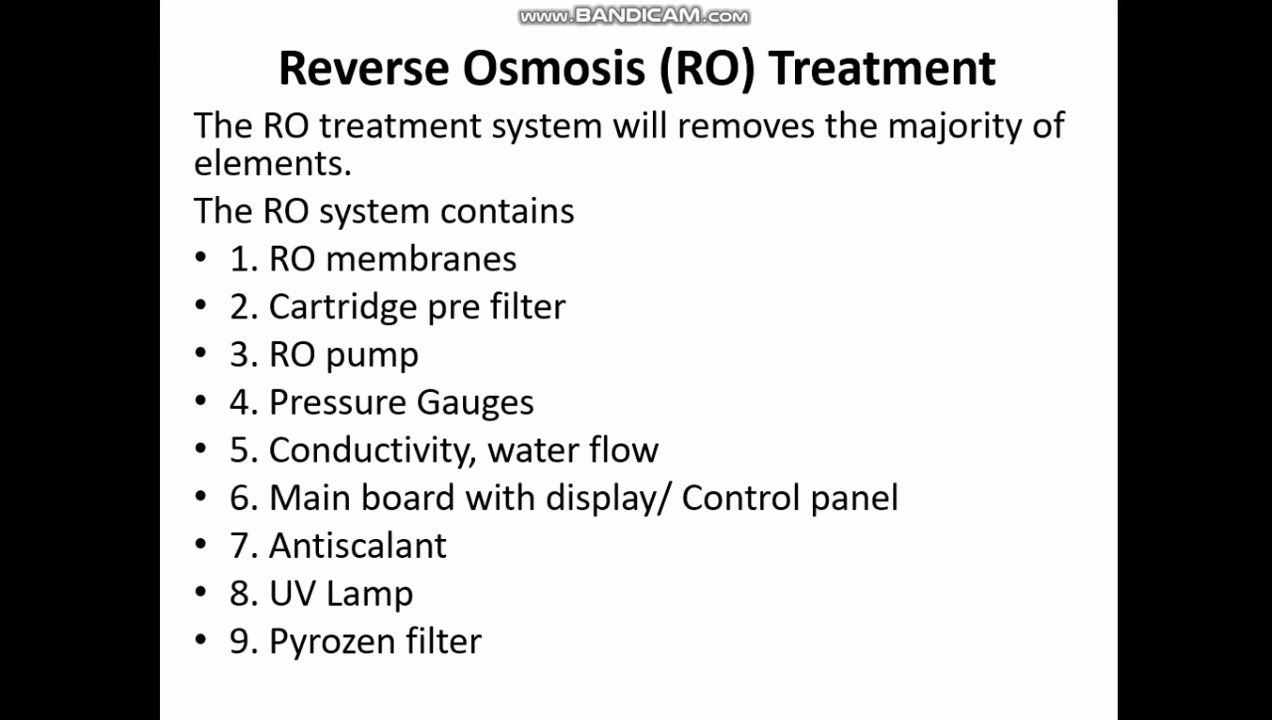 www.BANDICAM.com
Reverse Osmosis (RO) Treatment
The RO treatment system will removes the majority of
elements.
The RO system contains
• 1. RO membranes
• 2. Cartridge pre filter
• 3. RO pump
• 4. Pressure Gauges
• 5. Conductivity, water flow
• 6. Main board with display/ Control panel
• 7. Antiscalant
• 8. UV Lamp
• 9. Pyrozen filter